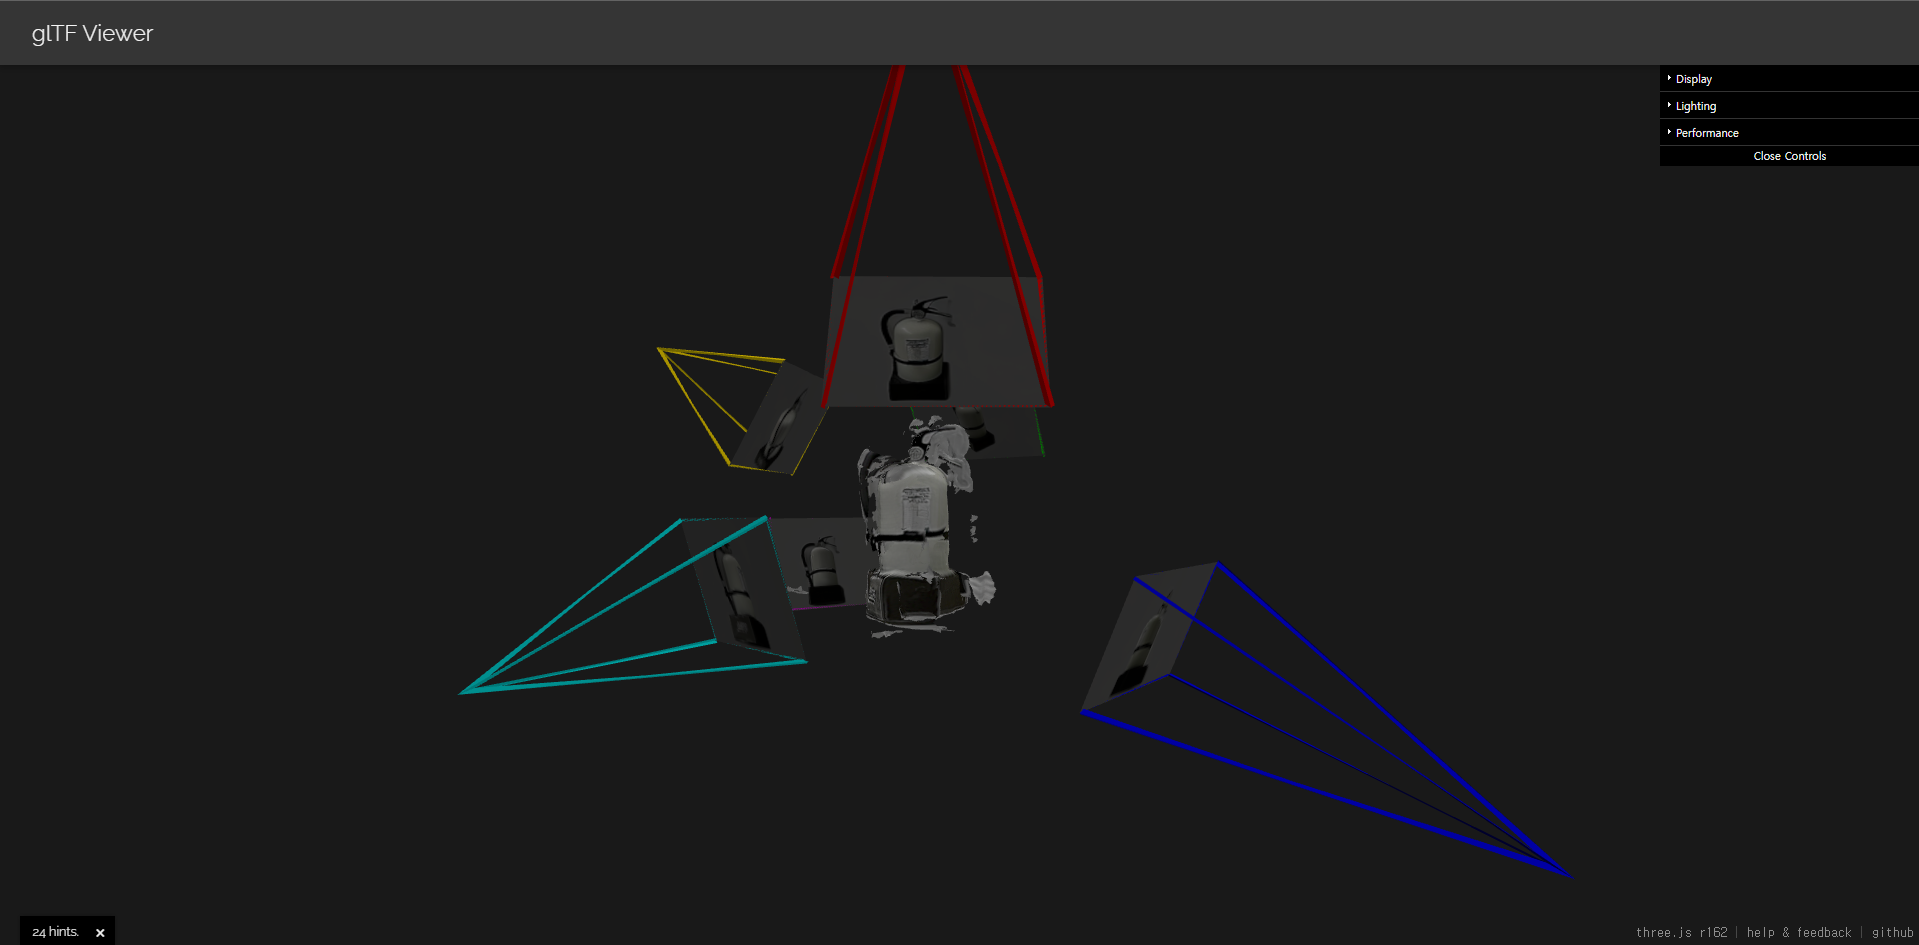 glTF Viewer
Display
Lighting
Performance
Close Controls
24 hints. ×
three.js r162 | help & feedback | github